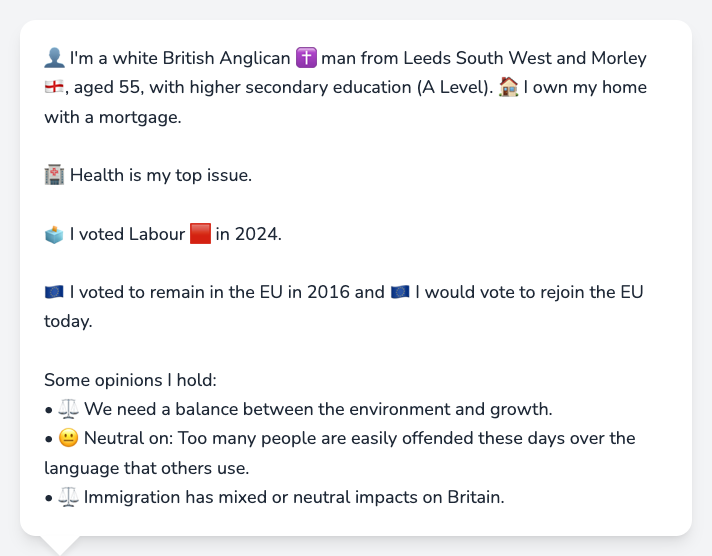 👤 I'm a white British Anglican ✝️ man from Leeds South West and Morley
🏴󠁧󠁢󠁥󠁮󠁧󠁿, aged 55, with higher secondary education (A Level). 🏠 I own my home
with a mortgage.
🏥 Health is my top issue.
🗳️ I voted Labour 🟥 in 2024.
🇪🇺 I voted to remain in the EU in 2016 and 🇪🇺 I would vote to rejoin the EU
today.
Some opinions I hold:
• ⚖️ We need a balance between the environment and growth.
• 😐 Neutral on: Too many people are easily offended these days over the
language that others use.
• ⚖️ Immigration has mixed or neutral impacts on Britain.